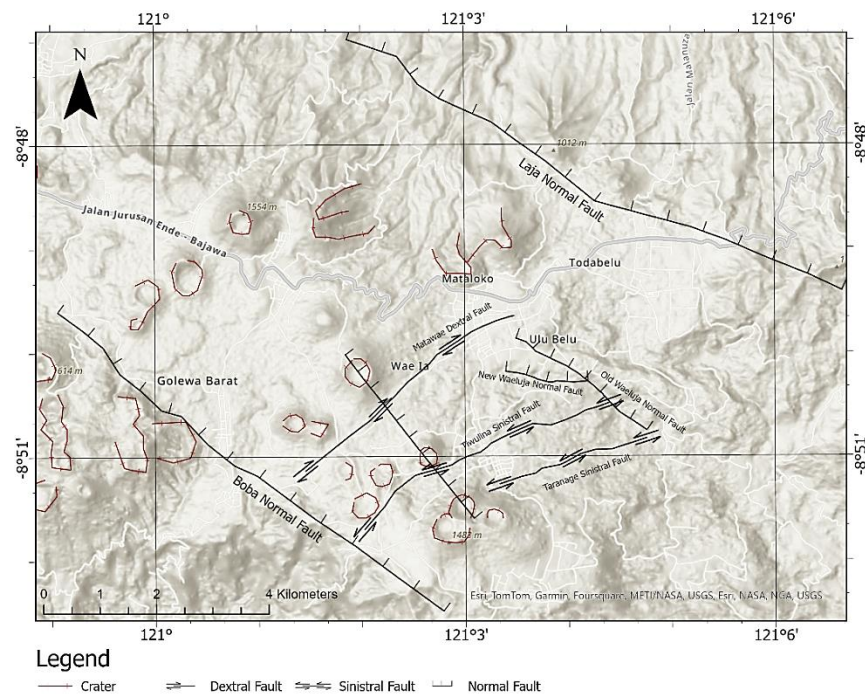 121°
121°3'
121°6'
N
Jalan Maumunze
-8°48'
-8°48'
1012 m
Laja Normal Fault
1554 m
Jalan Jurusan Ende - Bajawa
Todabelu
Mataloko
Matawae Dextral Fault
Ulu Belu
614 m
Wae Ia
Golewa Barat
New Waeluja Normal Fault
Old Waeluja Normal Fault
Tiwulina Sinistral Fault
-8°51'
-8°51'
Taranage Sinistral Fault
Boba Normal Fault
1483 m
0 1 2 4 Kilometers
Esri, TomTom, Garmin, Foursquare, METI/NASA, USGS, Esri, NASA, NGA, USGS
121°
121°3'
121°6'
Legend
Crater
Dextral Fault
Sinistral Fault
Normal Fault